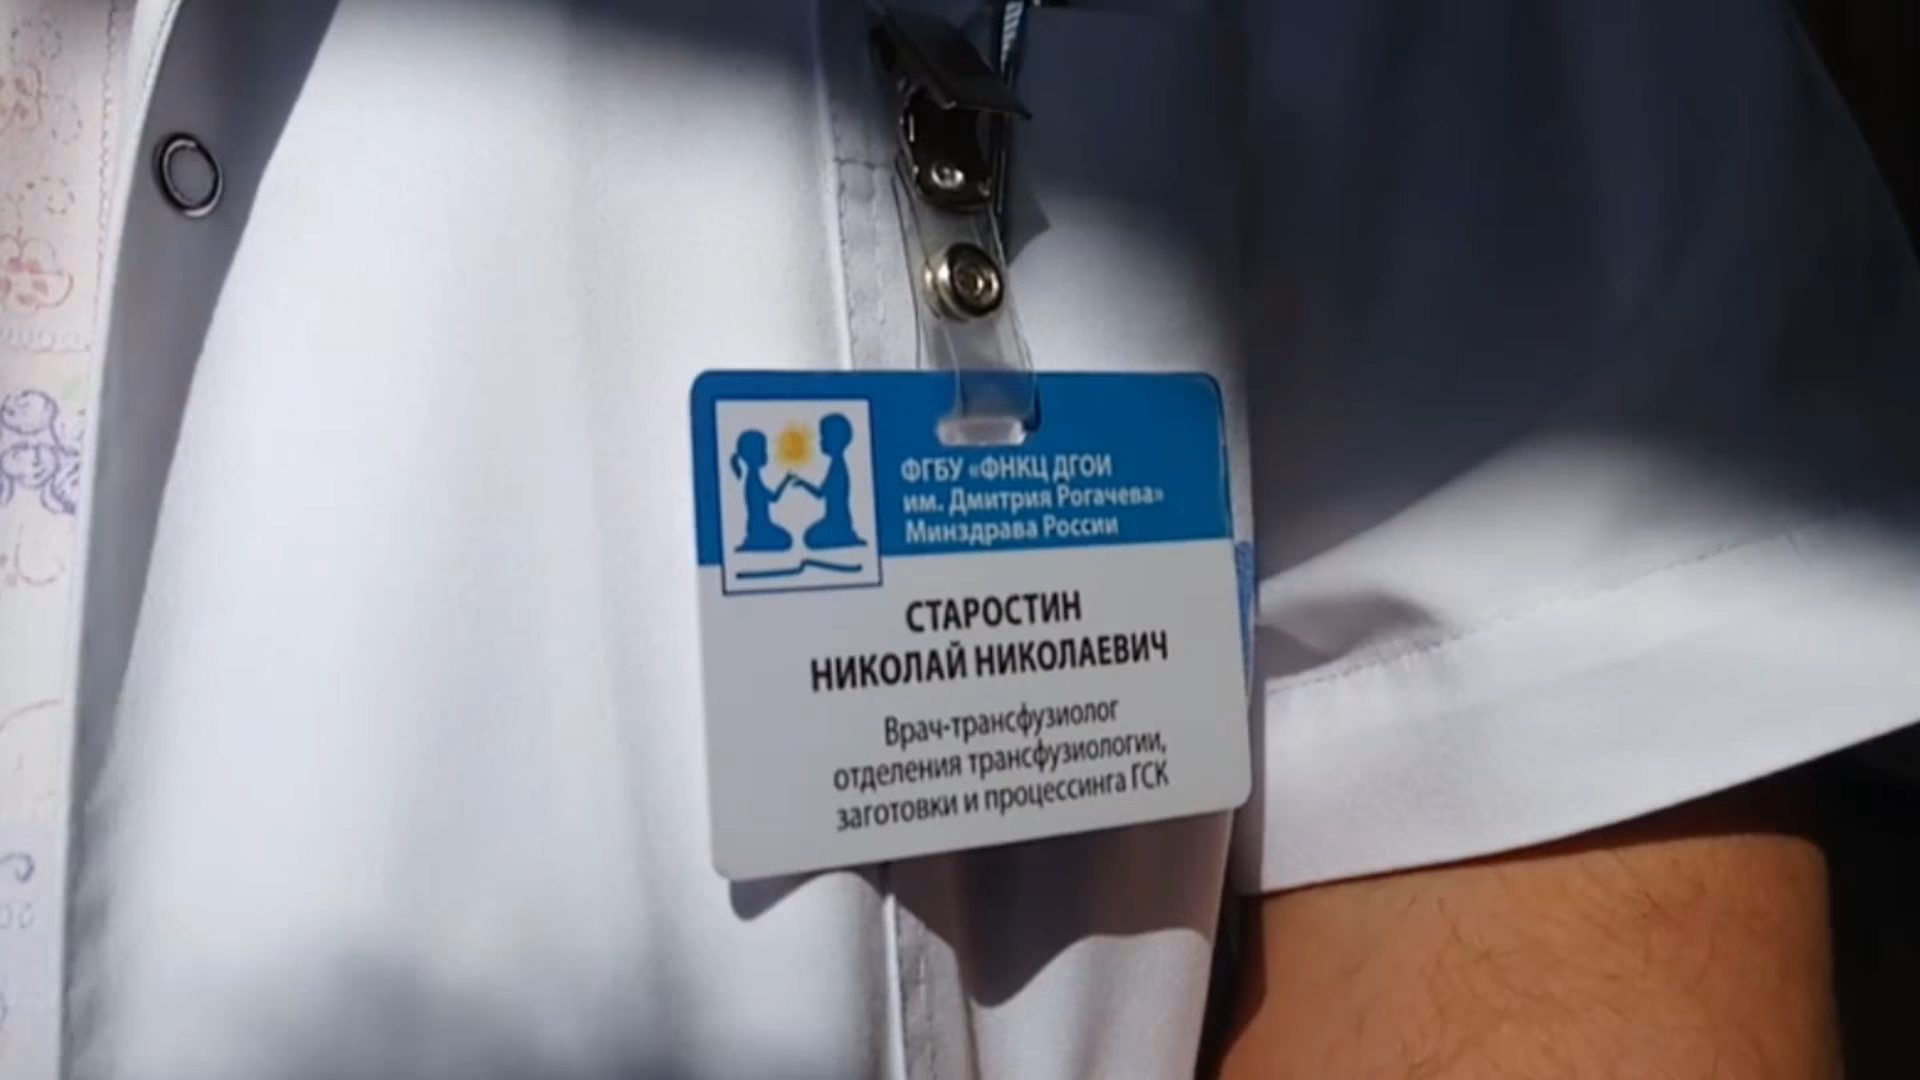 ФГБУ «ФНКЦ ДГОИ
им. Дмитрия Рогачева»
Минздрава России
СТАРОСТИН
НИКОЛАЙ НИКОЛАЕВИЧ
Врач-трансфузиолог
отделения трансфузиологии,
заготовки и процессинга ГСК